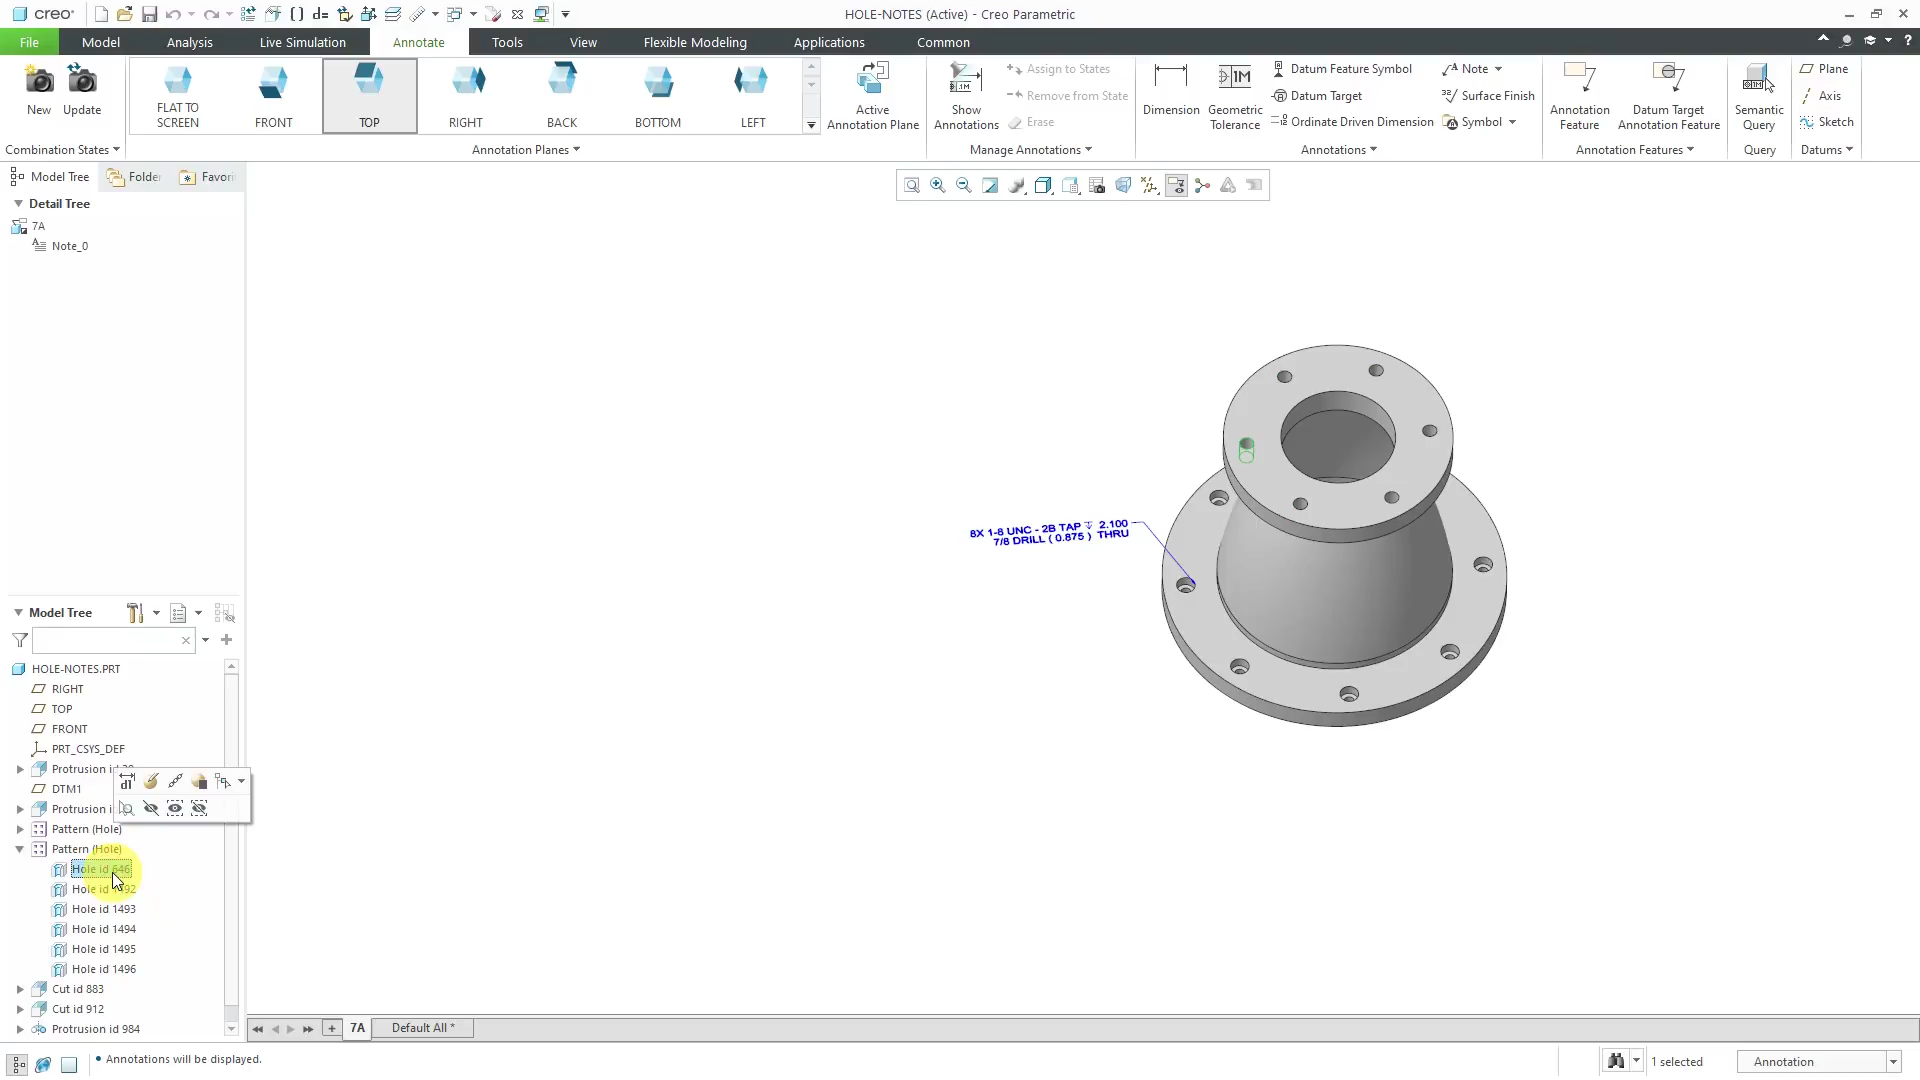 creo
d=
HOLE-NOTES (Active) - Creo Parametric
File
Model
Analysis
Live Simulation
Annotate
Tools
View
Flexible Modeling
Applications
Common
?
New
Update
Combination States
FLAT TO
SCREEN
FRONT
TOP
RIGHT
BACK
BOTTOM
LEFT
Annotation Planes
Active
Annotation Plane
Show
Annotations
Assign to States
Remove from State
Erase
Manage Annotations
Dimension
Geometric
Tolerance
Datum Feature Symbol
Datum Target
Ordinate Driven Dimension
Note
Surface Finish
Symbol
Annotations
Annotation
Feature
Datum Target
Annotation Feature
Annotation Features
Semantic
Query
Query
Plane
Axis
Sketch
Datums
Model Tree
Folder
Favori
Detail Tree
7A
Note_0
8X 1-8 UNC - 2B TAP ↧ 2.100
7/8 DRILL ( 0.875 ) THRU
Model Tree
HOLE-NOTES.PRT
RIGHT
TOP
FRONT
PRT_CSYS_DEF
Protrusion id 39
DTM1
Protrusion i
Pattern (Hole)
Pattern (Hole)
Hole id 646
Hole id 1492
Hole id 1493
Hole id 1494
Hole id 1495
Hole id 1496
Cut id 883
Cut id 912
Protrusion id 984
7A
Default All *
Annotations will be displayed.
1 selected
Annotation